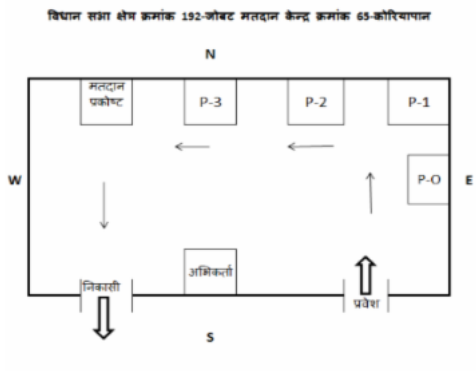 विधान सभा क्षेत्र क्रमांक 192-जोबट मतदान केन्द्र क्रमांक 65-कोरियापान
N
मतदान
प्रकोष्ट
P-3
P-2
P-1
W
P-O
E
अभिकर्ता
निकासी
प्रवेश
S